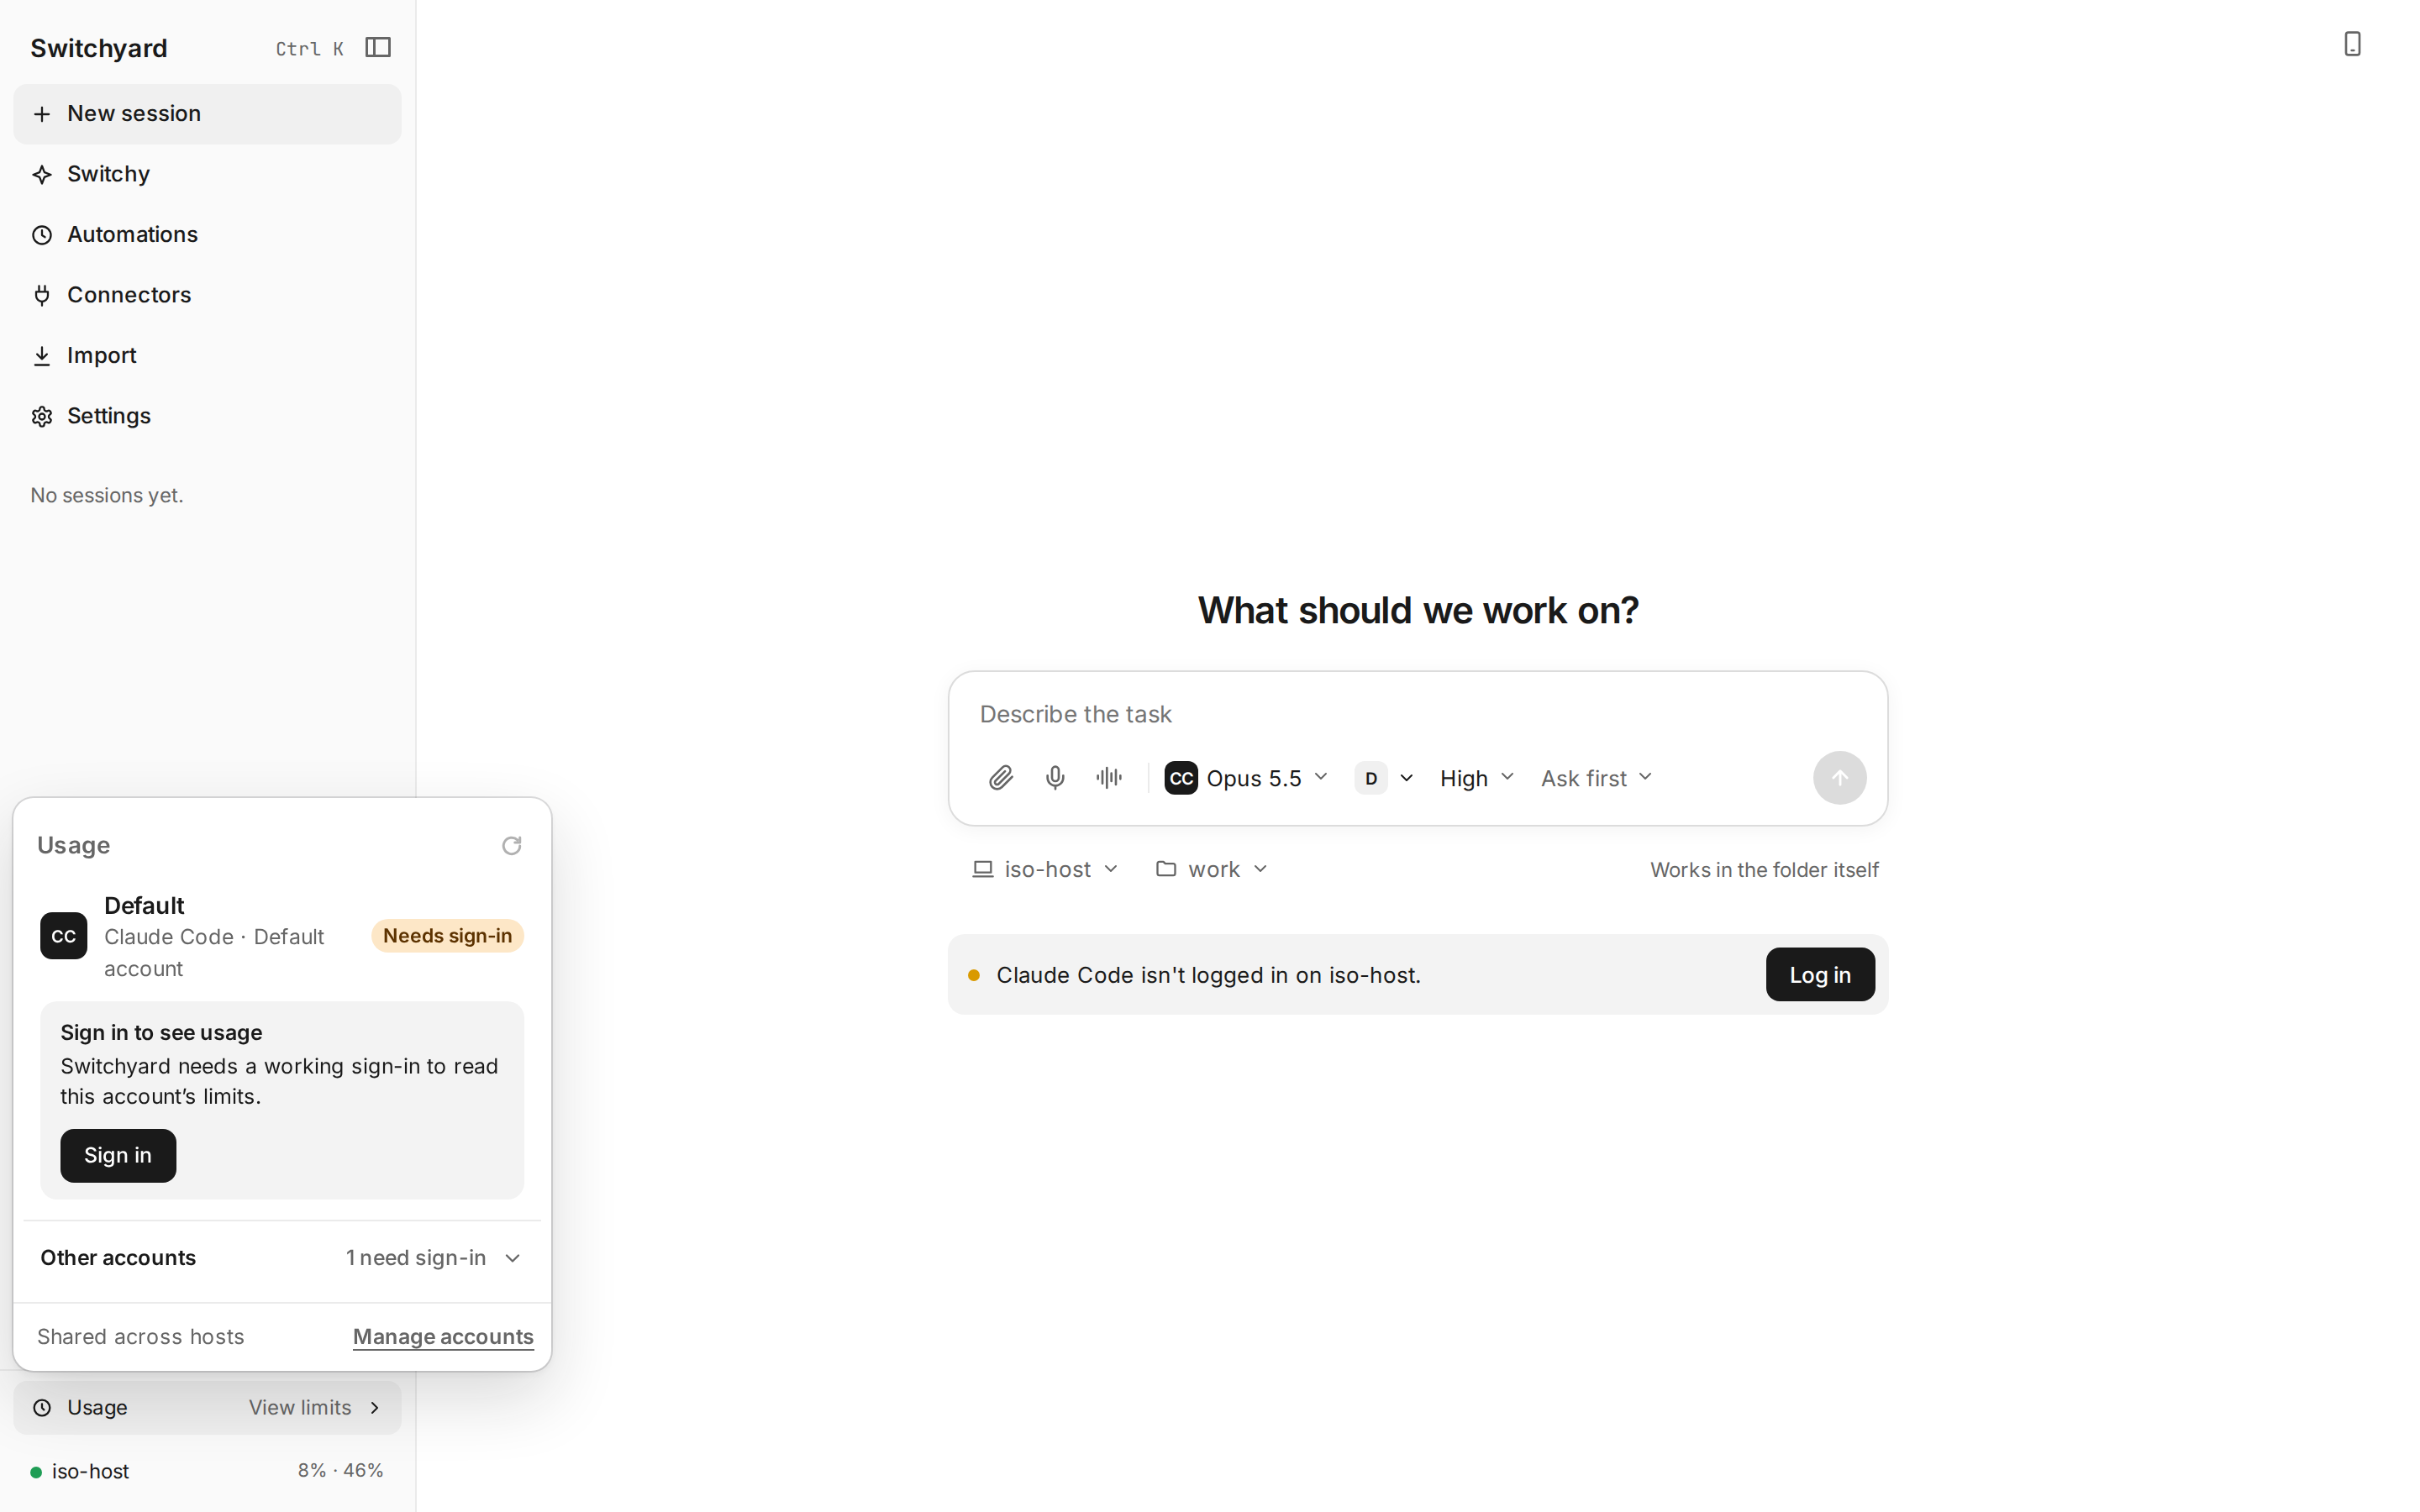 Switchyard Ctrl K
New session
Switchy
Automations
Connectors
Import
Settings
No sessions yet.
What should we work on?
Describe the task
CC Opus 5.5 D High Ask first
iso-host work Works in the folder itself
Claude Code isn't logged in on iso-host. Log in
Usage
CC
Default
Claude Code · Default
account
Needs sign-in
Sign in to see usage
Switchyard needs a working sign-in to read
this account’s limits.
Sign in
Other accounts 1 need sign-in
Shared across hosts Manage accounts
Usage View limits
iso-host 8% · 46%